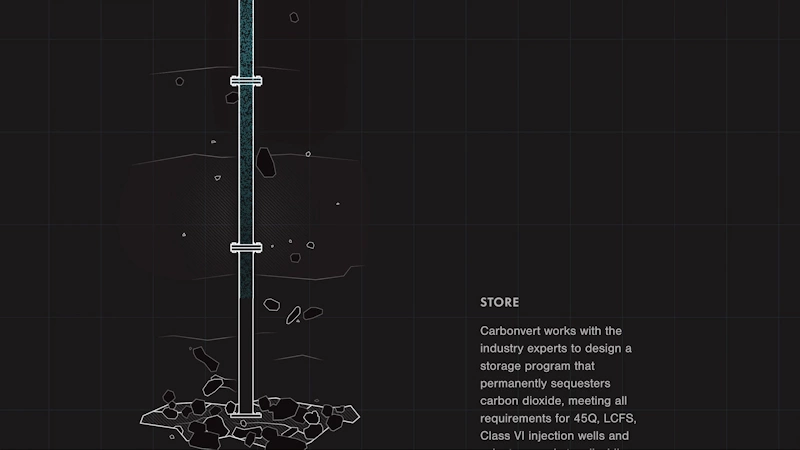 STORE
Carbonvert works with the
industry experts to design a
storage program that
permanently sequesters
carbon dioxide, meeting all
requirements for 45Q, LCFS,
Class VI injection wells and